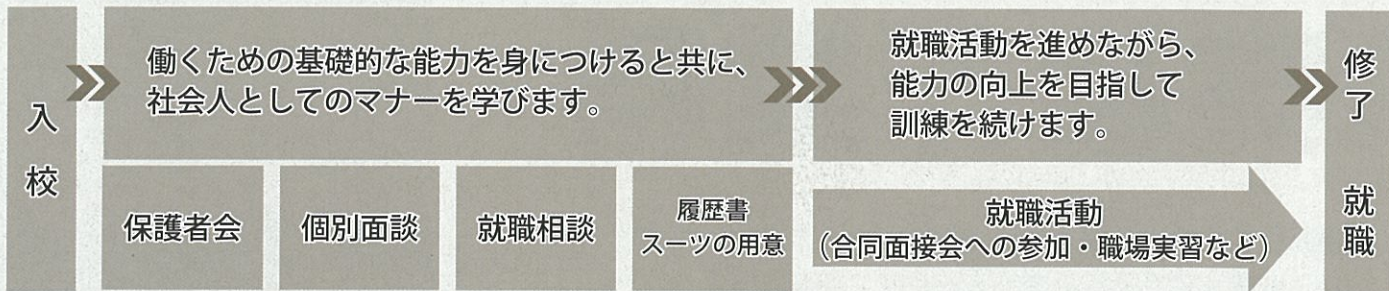 入校
働くための基礎的な能力を身につけると共に、
社会人としてのマナーを学びます。
保護者会
個別面談
就職相談
履歴書
スーツの用意
就職活動を進めながら、
能力の向上を目指して
訓練を続けます。
就職活動
(合同面接会への参加・職場実習など)
修了
就職